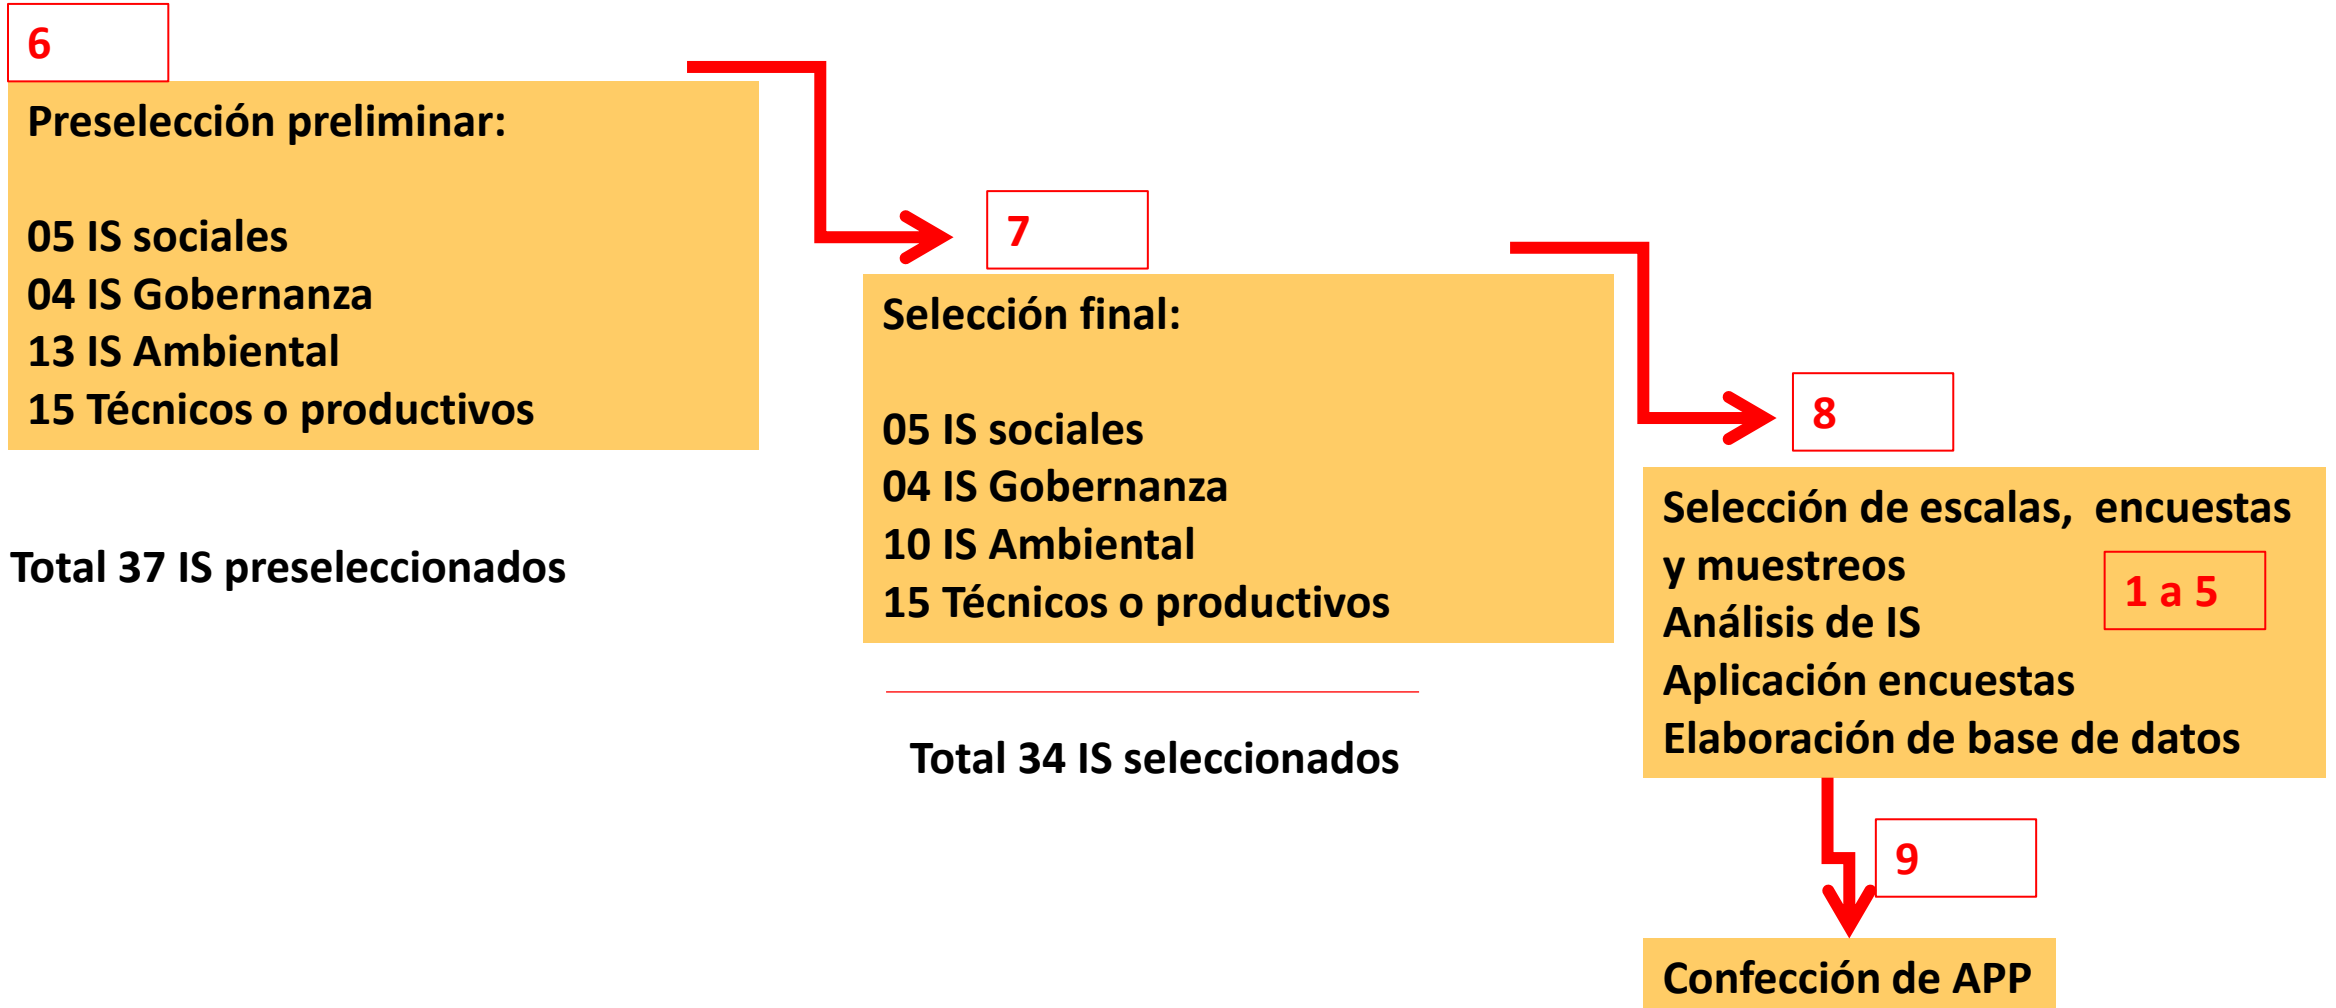 6
Preselección preliminar:
05 IS sociales
04 IS Gobernanza
13 IS Ambiental
15 Técnicos o productivos
Total 37 IS preseleccionados
7
Selección final:
05 IS sociales
04 IS Gobernanza
10 IS Ambiental
15 Técnicos o productivos
Total 34 IS seleccionados
8
Selección de escalas, encuestas
y muestreos
1 a 5
Análisis de IS
Aplicación encuestas
Elaboración de base de datos
9
Confección de APP